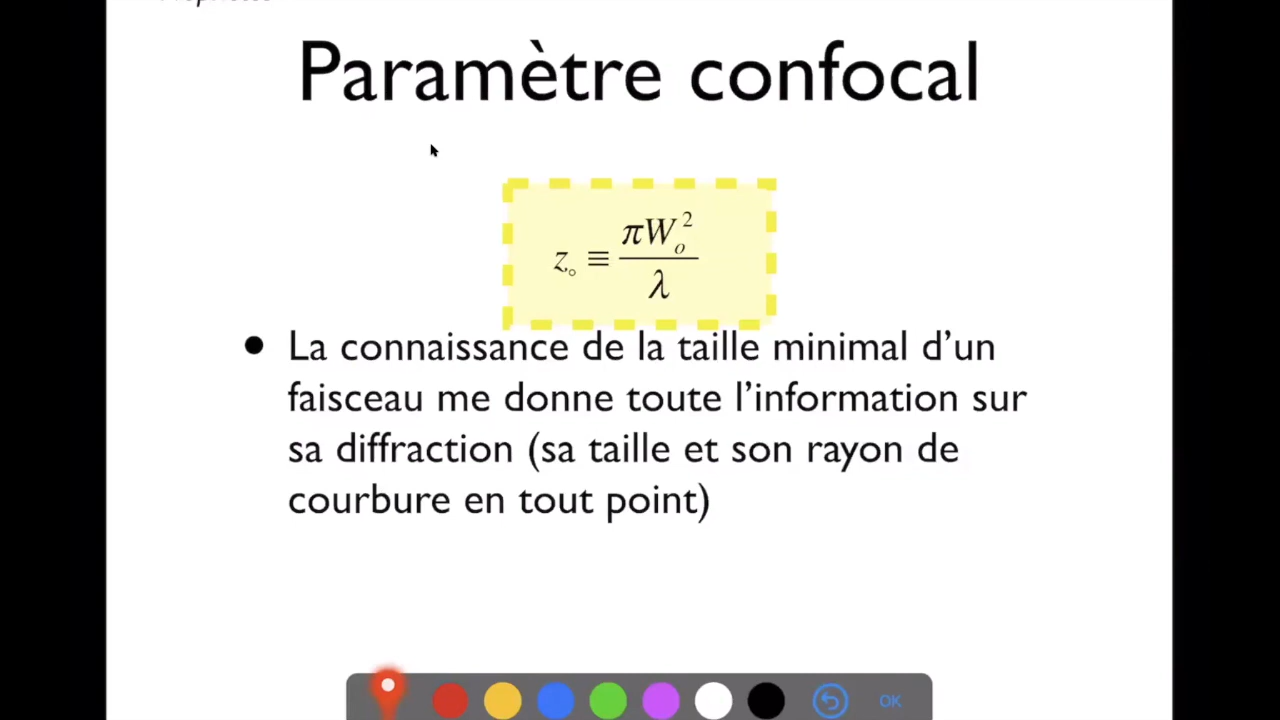 Paramètre confocal
z₀ ≡ πW₀² / λ
La connaissance de la taille minimal d’un
faisceau me donne toute l’information sur
sa diffraction (sa taille et son rayon de
courbure en tout point)
OK